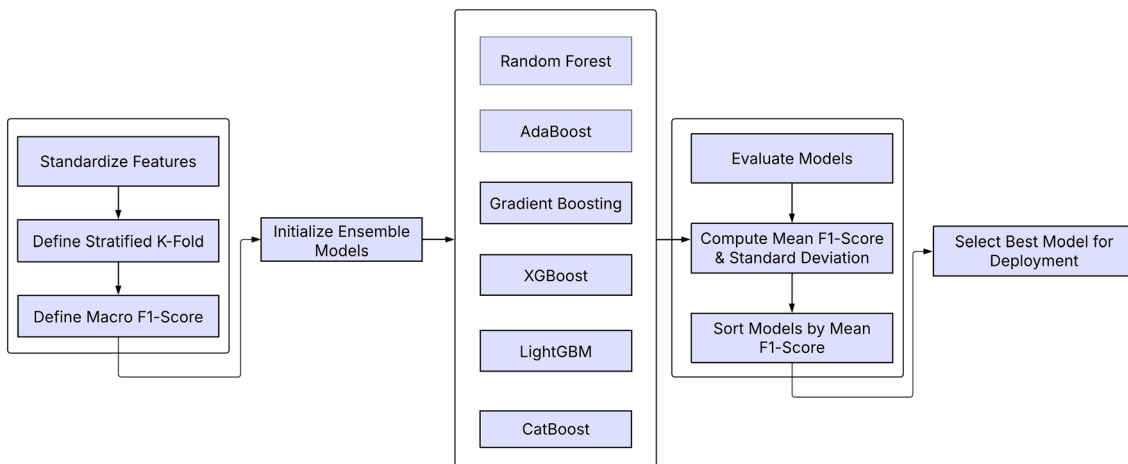 Standardize Features
Define Stratified K-Fold
Define Macro F1-Score
Initialize Ensemble
Models
Random Forest
AdaBoost
Gradient Boosting
XGBoost
LightGBM
CatBoost
Evaluate Models
Compute Mean F1-Score
& Standard Deviation
Sort Models by Mean
F1-Score
Select Best Model for
Deployment